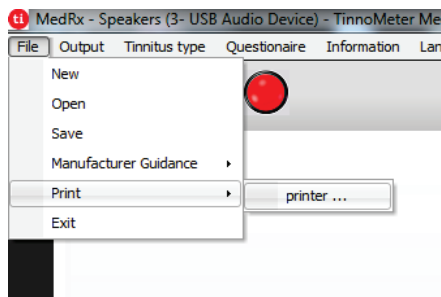 ti MedRx - Speakers (3- USB Audio Device) - TinnoMeter Me
File Output Tinnitus type Questionaire Information Lan
New
Open
Save
Manufacturer Guidance
Print
printer ...
Exit